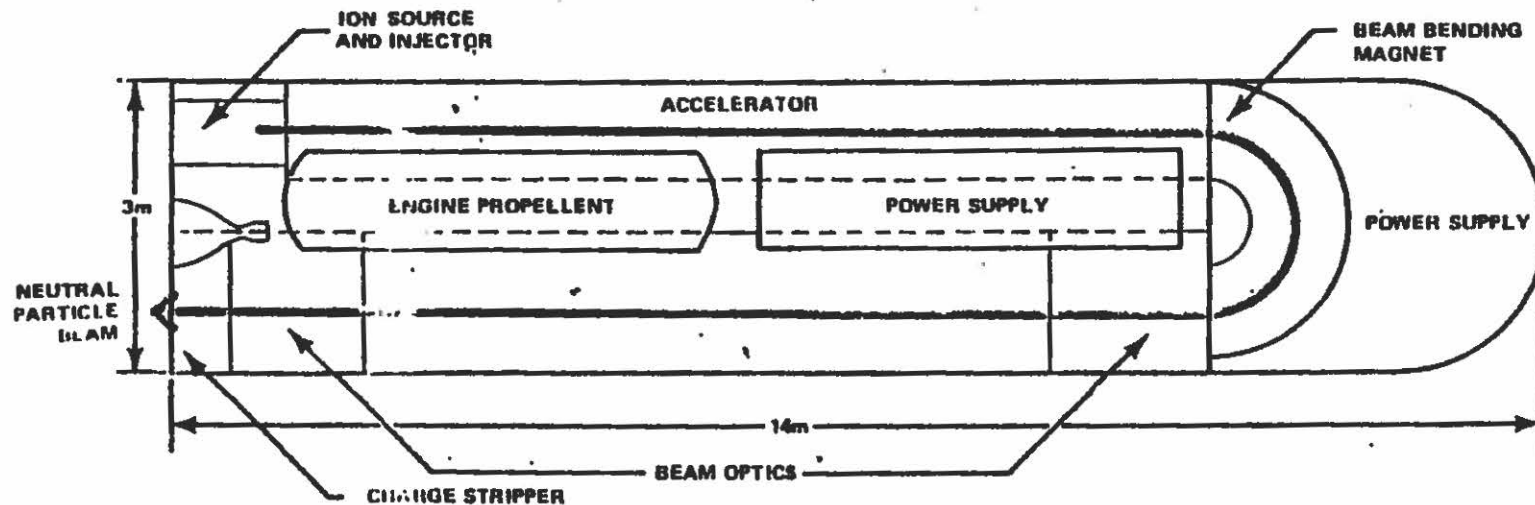 ION SOURCE
AND INJECTOR
BEAM BENDING
MAGNET
ACCELERATOR
3m
ENGINE PROPELLENT
POWER SUPPLY
POWER SUPPLY
NEUTRAL
PARTICLE
BEAM
14m
BEAM OPTICS
CHARGE STRIPPER